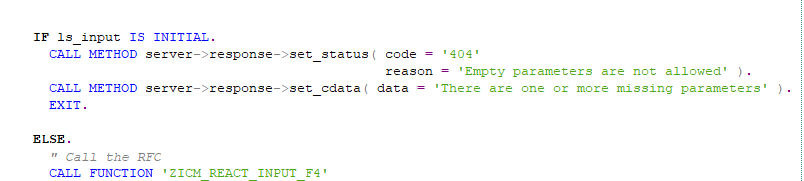 IF ls_input IS INITIAL.
CALL METHOD server->response->set_status( code = '404'
reason = 'Empty parameters are not allowed' ).
CALL METHOD server->response->set_cdata( data = 'There are one or more missing parameters' ).
EXIT.
ELSE.
" Call the RFC
CALL FUNCTION 'ZICM_REACT_INPUT_F4'